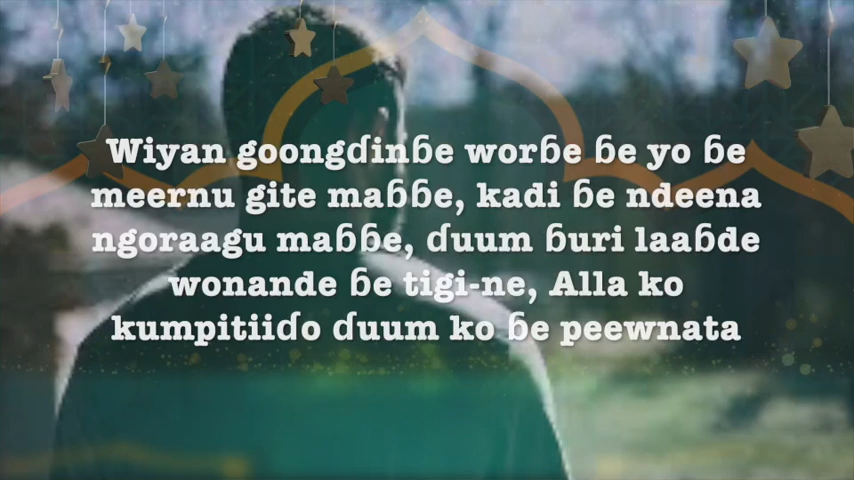 Wiyan goongɗinɓe worɓe ɓe yo ɓe
meernu gite maɓɓe, kadi ɓe ndeena
ngoraagu maɓɓe, ɗuum ɓuri laaɓde
wonande ɓe tigi-ne, Alla ko
kumpitiiɗo ɗuum ko ɓe peewnata